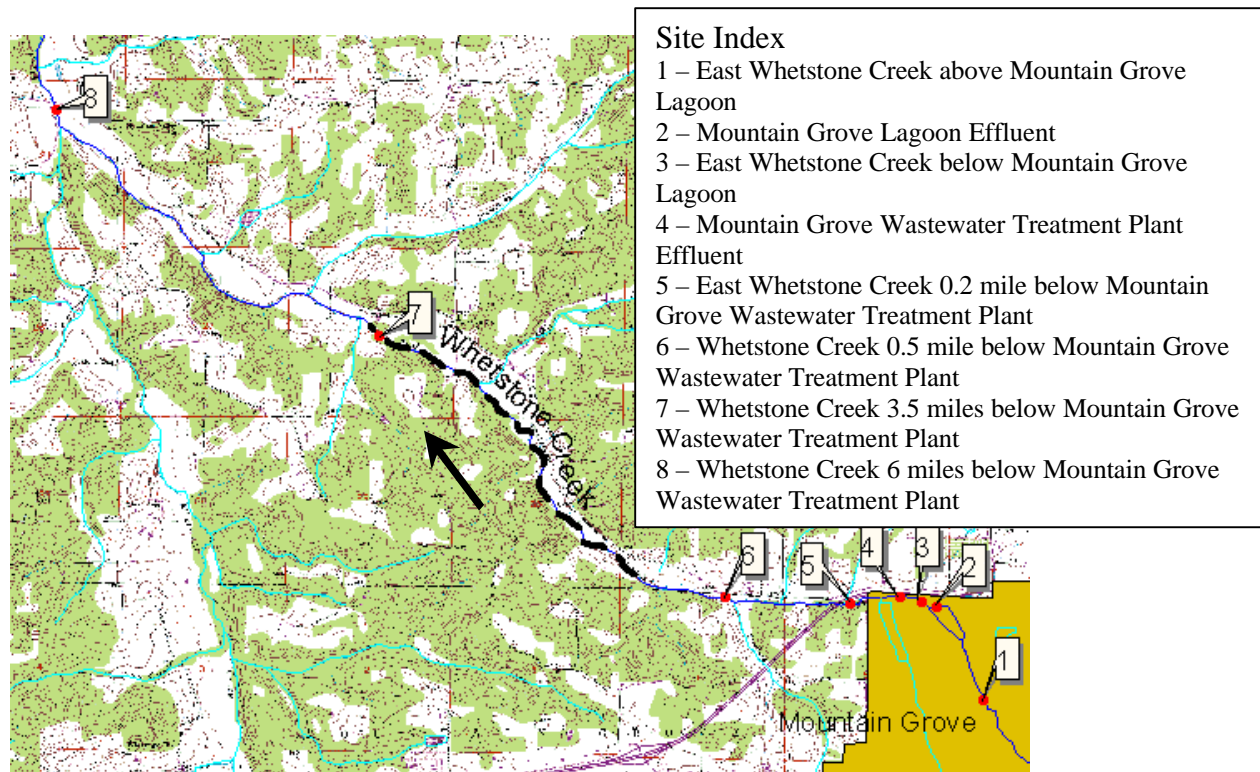 Site Index
1 – East Whetstone Creek above Mountain Grove
Lagoon
2 – Mountain Grove Lagoon Effluent
3 – East Whetstone Creek below Mountain Grove
Lagoon
4 – Mountain Grove Wastewater Treatment Plant
Effluent
5 – East Whetstone Creek 0.2 mile below Mountain
Grove Wastewater Treatment Plant
6 – Whetstone Creek 0.5 mile below Mountain Grove
Wastewater Treatment Plant
7 – Whetstone Creek 3.5 miles below Mountain Grove
Wastewater Treatment Plant
8 – Whetstone Creek 6 miles below Mountain Grove
Wastewater Treatment Plant
8
7
Whetstone Creek
6
5
4
3
2
1
Mountain Grove